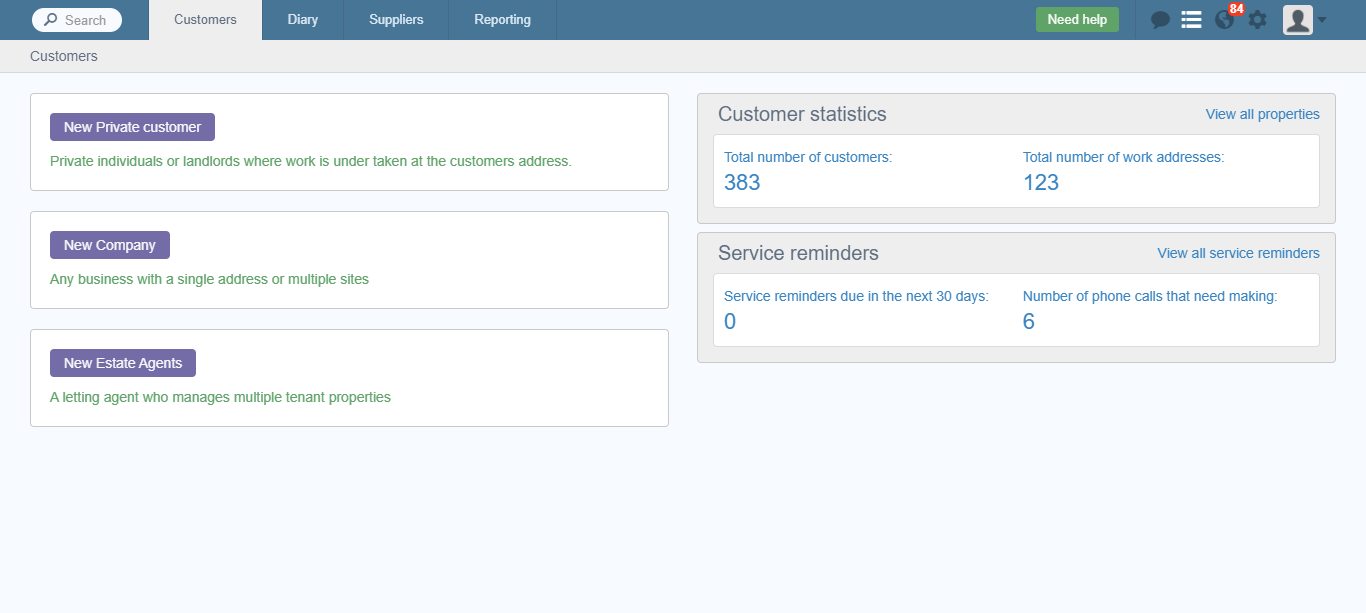 Search
Customers
Diary
Suppliers
Reporting
Need help
84
Customers
New Private customer
Private individuals or landlords where work is under taken at the customers address.
New Company
Any business with a single address or multiple sites
New Estate Agents
A letting agent who manages multiple tenant properties
Customer statistics
View all properties
Total number of customers:
383
Total number of work addresses:
123
Service reminders
View all service reminders
Service reminders due in the next 30 days:
0
Number of phone calls that need making:
6